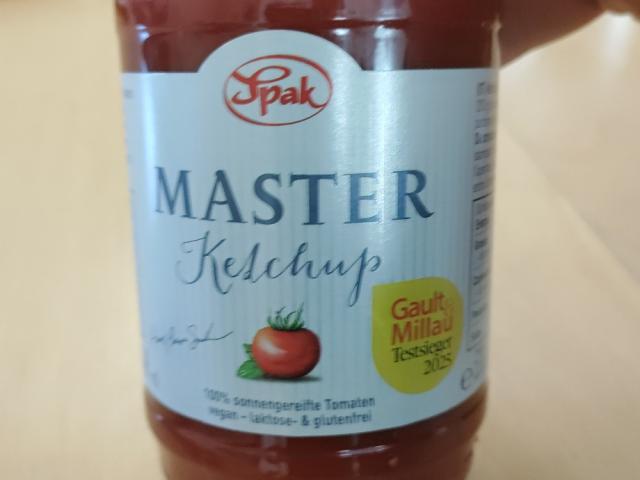 Spak
MASTER
Ketchup
Gault&
Millau
Testsieger
2025
100% sonnengereifte Tomaten
vegan – laktose- & glutenfrei
e